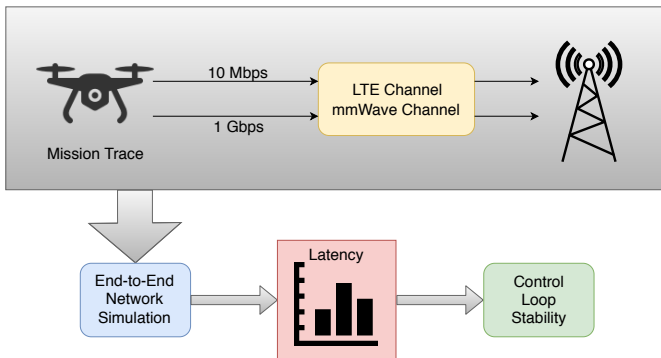 10 Mbps
LTE Channel
mmWave Channel
1 Gbps
Mission Trace
End-to-End
Network
Simulation
Latency
Control
Loop
Stability